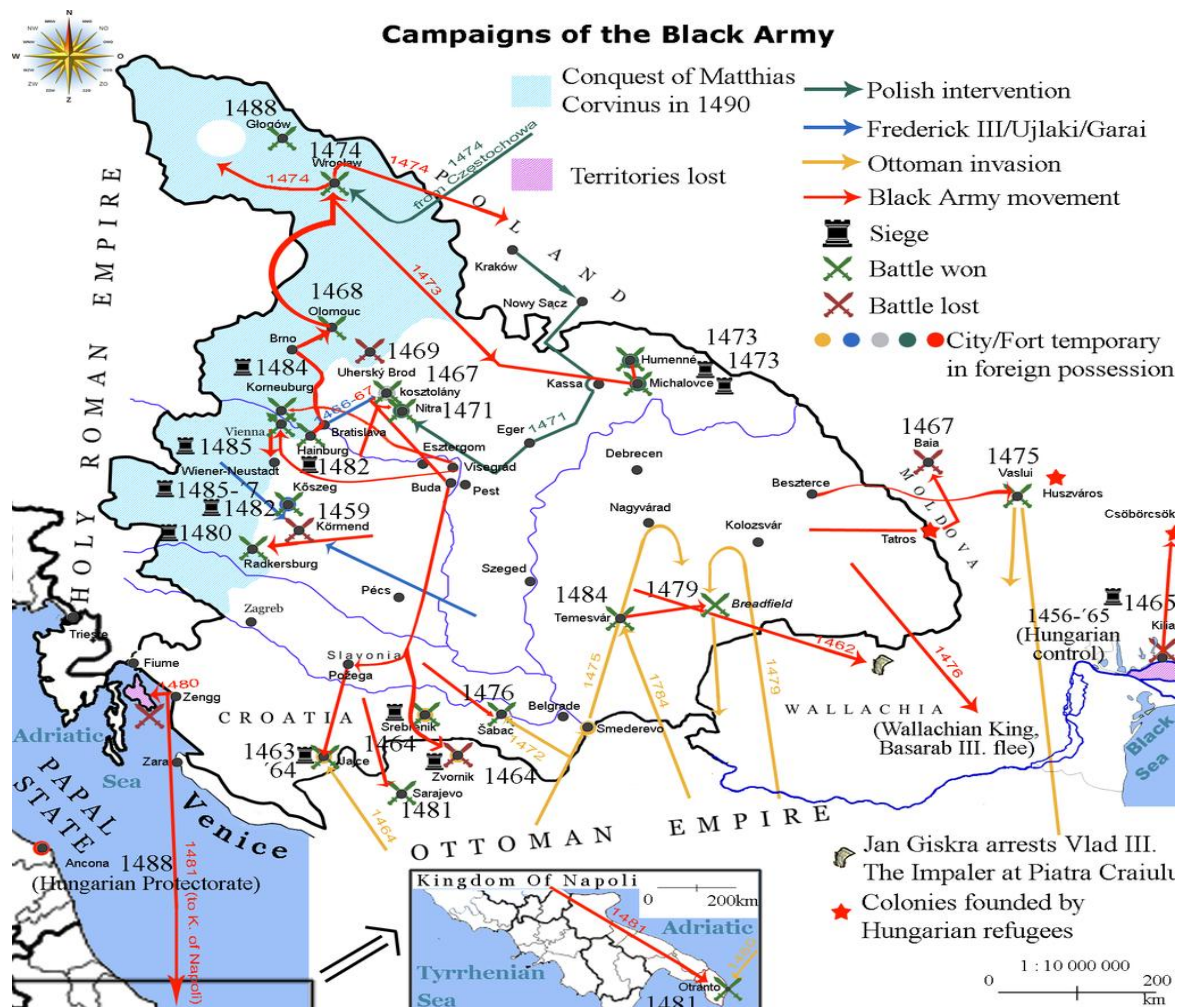 Campaigns of the Black Army
Conquest of Matthias
Corvinus in 1490
Territories lost
Polish intervention
Frederick III/Ujlaki/Garai
Ottoman invasion
Black Army movement
Siege
Battle won
Battle lost
City/Fort temporary
in foreign possession
N
NW
NO
W
O
SW
SO
Z
HOLY ROMAN EMPIRE
POLAND
1488
Głogów
1474
Wrocław
1474
1474
1474
from Częstochowa
Kraków
1473
Nowy Sącz
1468
Olomouc
Brno
1469
Uherský Brod
1484
Korneuburg
1467
kosztolány
Nitra
1471
1466-67
1473
1473
Humenné
Michalovce
Kassa
1471
Eger
Vienna
Bratislava
Hainburg
1482
Esztergom
Visegrád
Buda
Pest
Debrecen
1485
Wiener-Neustadt
1485-7
1482
Kőszeg
1459
Körmend
1480
Radkersburg
Beszterce
1467
Baia
MOLDOVA
1475
Vaslui
Huszváros
Csöbörcsök
Tatros
Nagyvárad
Kolozsvár
Szeged
Pécs
Zagreb
Trieste
Fiume
1484
Temesvár
1479
Breadfield
1462
1476
1456-´65
(Hungarian
control)
1465
Kilia
Slavonia
Požega
1480
Zengg
CROATIA
1476
Šabac
Srebrenik
Belgrade
Smederevo
1475
1784
1479
1472
WALLACHIA
(Wallachian King,
Basarab III. flee)
Black
Sea
Adriatic
Sea
Zara
1463
´64
Jajce
1464
Zvornik
1464
Sarajevo
1481
1464
PAPAL
STATE
Venice
OTTOMAN EMPIRE
Ancona
1488
(Hungarian Protectorate)
1481 (to K. of Napoli)
Kingdom Of Napoli
0 200km
1481
Adriatic
Tyrrhenian
Sea
Otranto
1481
Jan Giskra arrests Vlad III.
The Impaler at Piatra Craiulu
Colonies founded by
Hungarian refugees
1 : 10 000 000
0 200
km